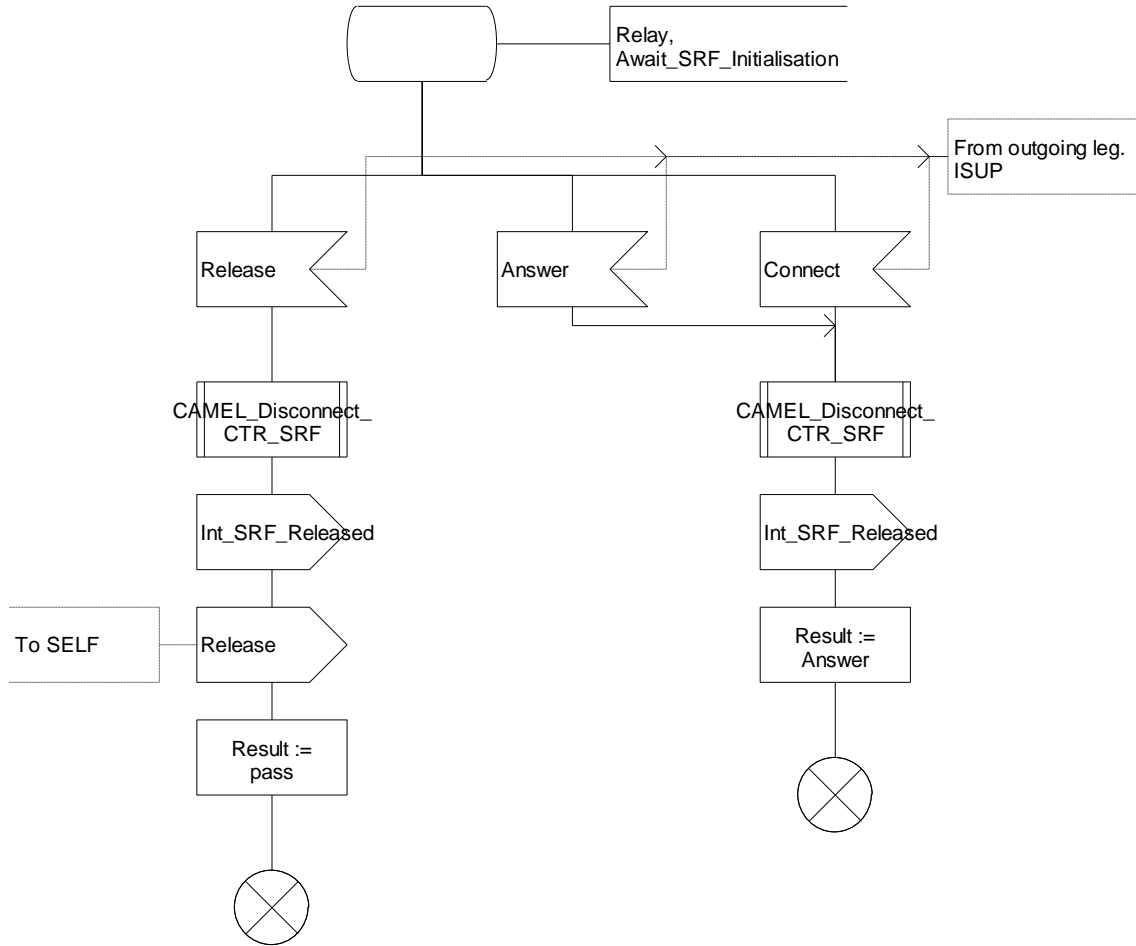 Relay,
Await_SRF_Initialisation
From outgoing leg.
ISUP
Release
Answer
Connect
CAMEL_Disconnect_
CTR_SRF
CAMEL_Disconnect_
CTR_SRF
Int_SRF_Released
Int_SRF_Released
To SELF
Release
Result :=
Answer
Result :=
pass